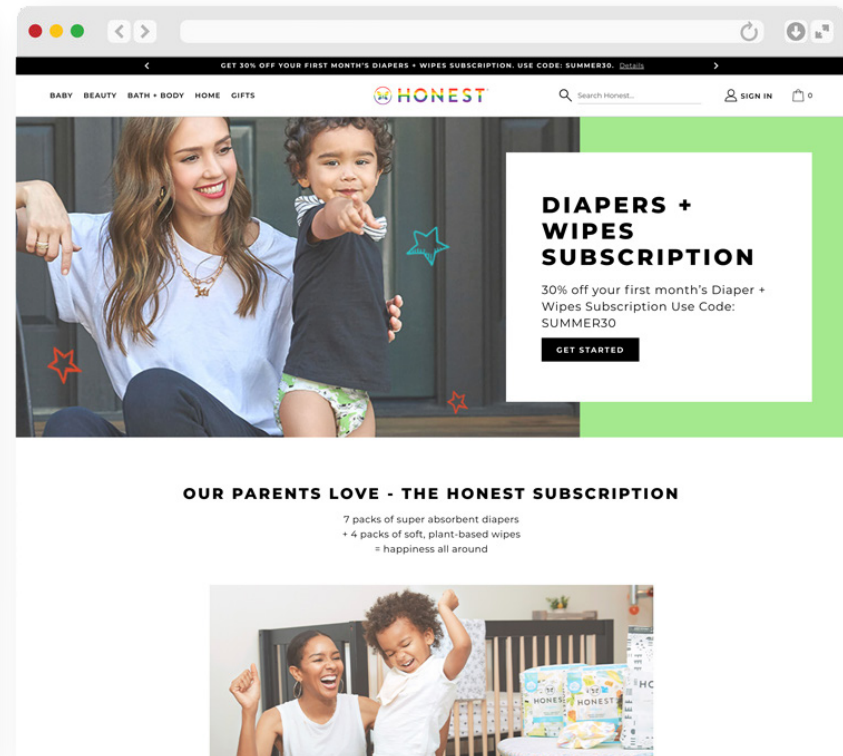 GET 30% OFF YOUR FIRST MONTH'S DIAPERS + WIPES SUBSCRIPTION. USE CODE: SUMMER30. Details
BABY BEAUTY BATH + BODY HOME GIFTS
HONEST
Search Honest...
SIGN IN
0
DIAPERS +
WIPES
SUBSCRIPTION
30% off your first month's Diaper +
Wipes Subscription Use Code:
SUMMER30
GET STARTED
OUR PARENTS LOVE - THE HONEST SUBSCRIPTION
7 packs of super absorbent diapers
+ 4 packs of soft, plant-based wipes
= happiness all around
HONEST
HONEST